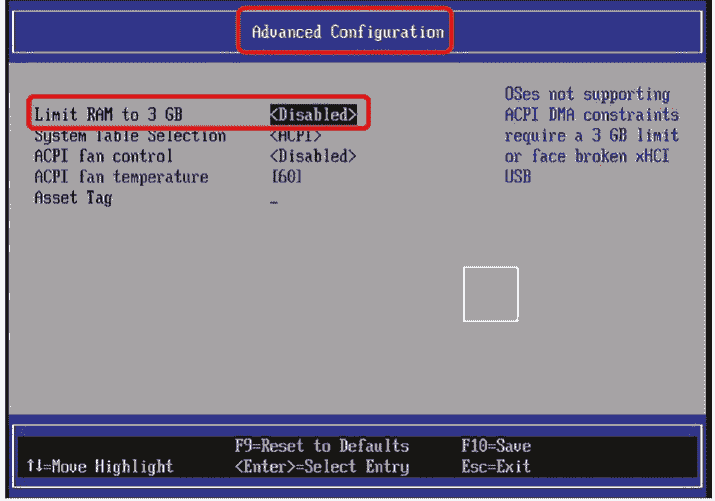 Advanced Configuration
Limit RAM to 3 GB <Disabled>
System Table Selection <ACPI>
ACPI fan control <Disabled>
ACPI fan temperature [60]
Asset Tag _
OSes not supporting
ACPI DMA constraints
require a 3 GB limit
or face broken xHCI
USB
F9=Reset to Defaults F10=Save
↑↓=Move Highlight <Enter>=Select Entry Esc=Exit